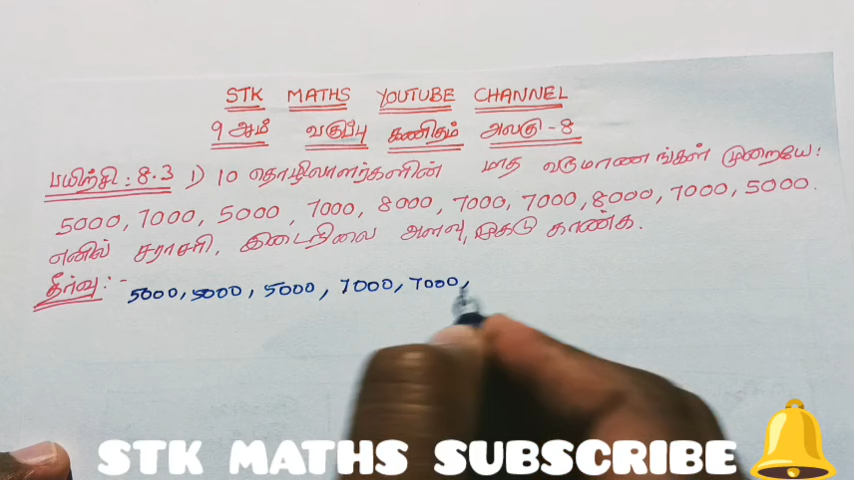 STK MATHS YOUTUBE CHANNEL
9 ஆம் வகுப்பு கணிதம் அலகு - 8
பயிற்சி : 8.3 1) 10 தொழிலாளர்களின் மாத வருமானங்கள் முறையே :
5000, 7000, 5000, 7000, 8000, 7000, 7000, 8000, 7000, 5000.
எனில் சராசரி, இடைநிலை அளவு, முகடு காண்க.
தீர்வு : -
5000, 5000, 5000, 7000, 7000,
STK MATHS SUBSCRIBE